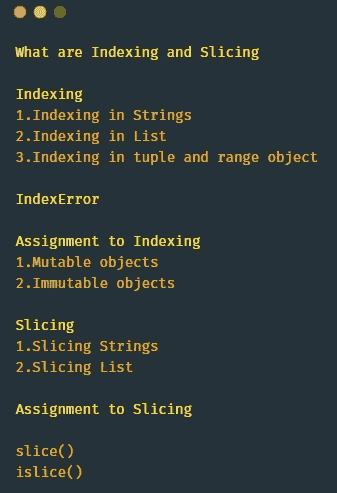 What are Indexing and Slicing
Indexing
1.Indexing in Strings
2.Indexing in List
3.Indexing in tuple and range object
IndexError
Assignment to Indexing
1.Mutable objects
2.Immutable objects
Slicing
1.Slicing Strings
2.Slicing List
Assignment to Slicing
slice()
islice()